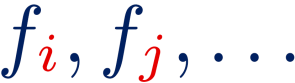 f_i, f_j, ...